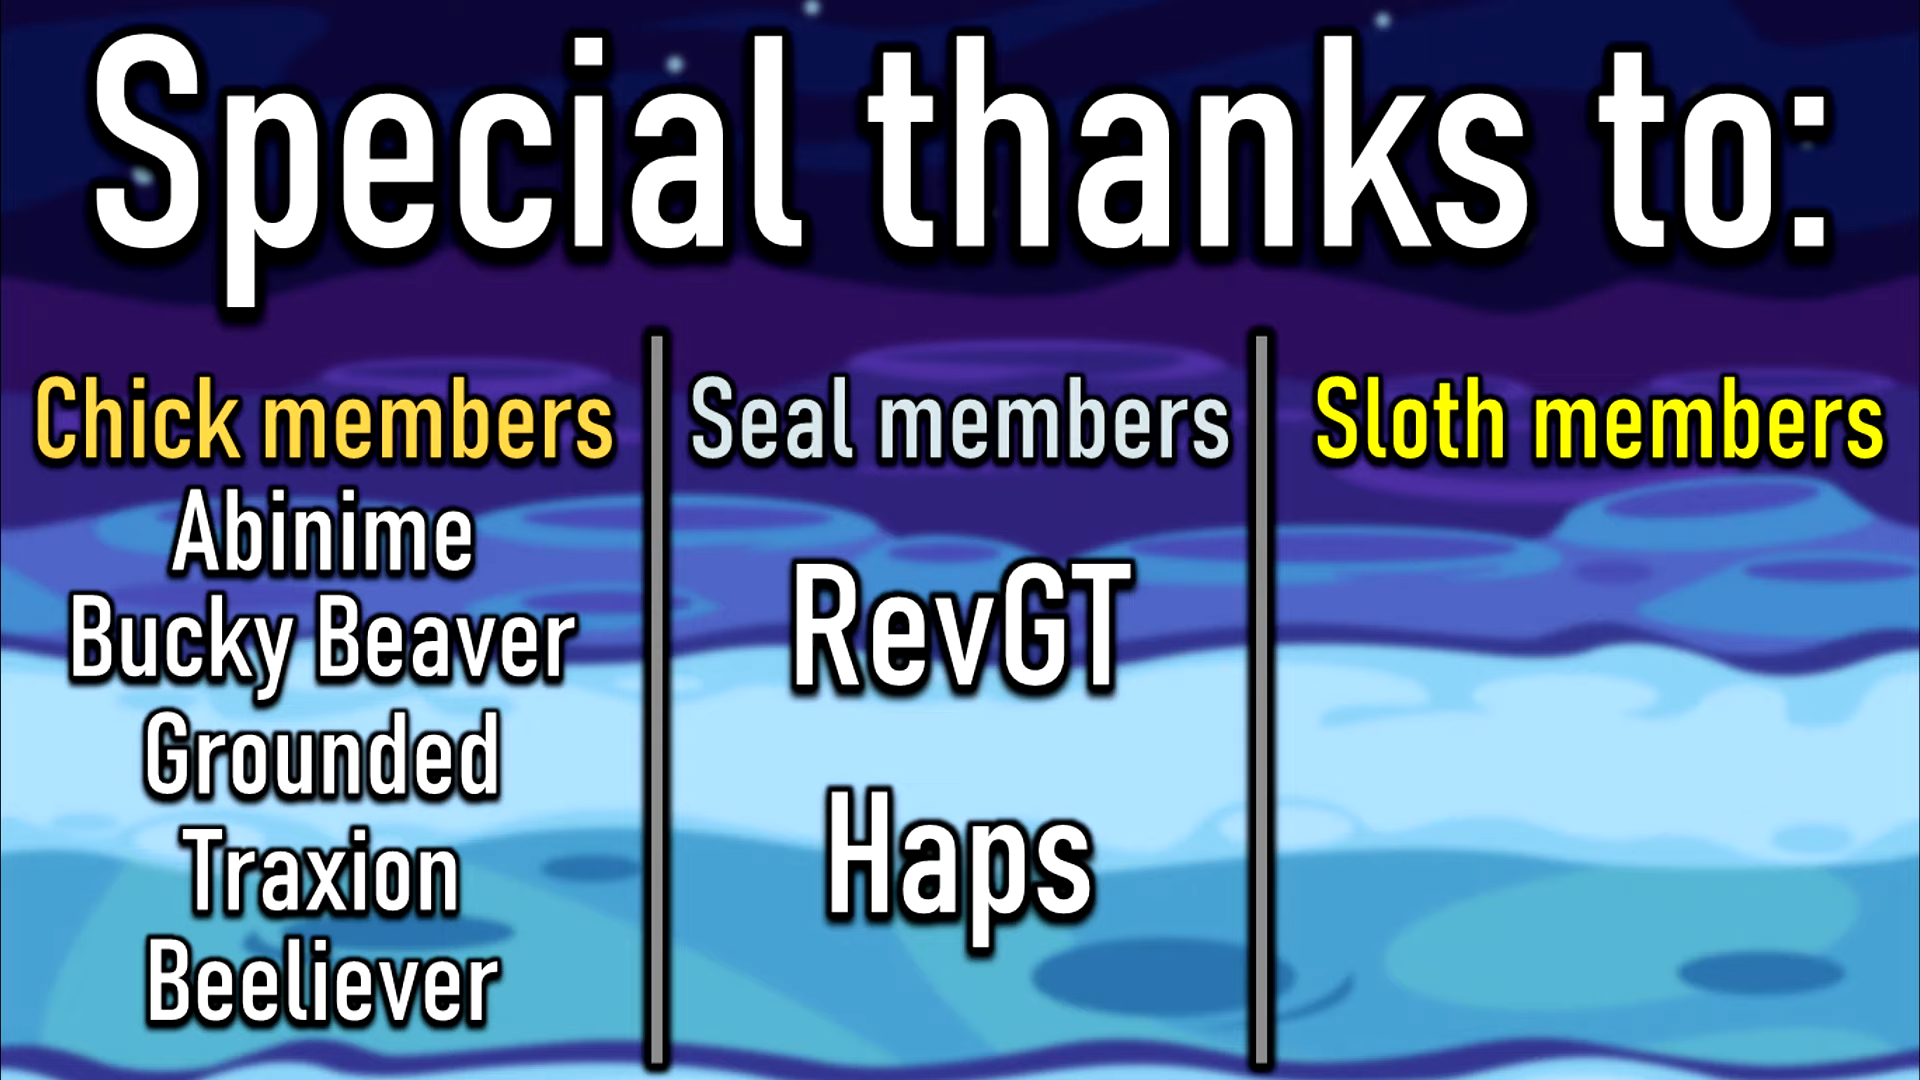 Special thanks to:
Chick members
Abinime
Bucky Beaver
Grounded
Traxion
Beeliever
Seal members
RevGT
Haps
Sloth members